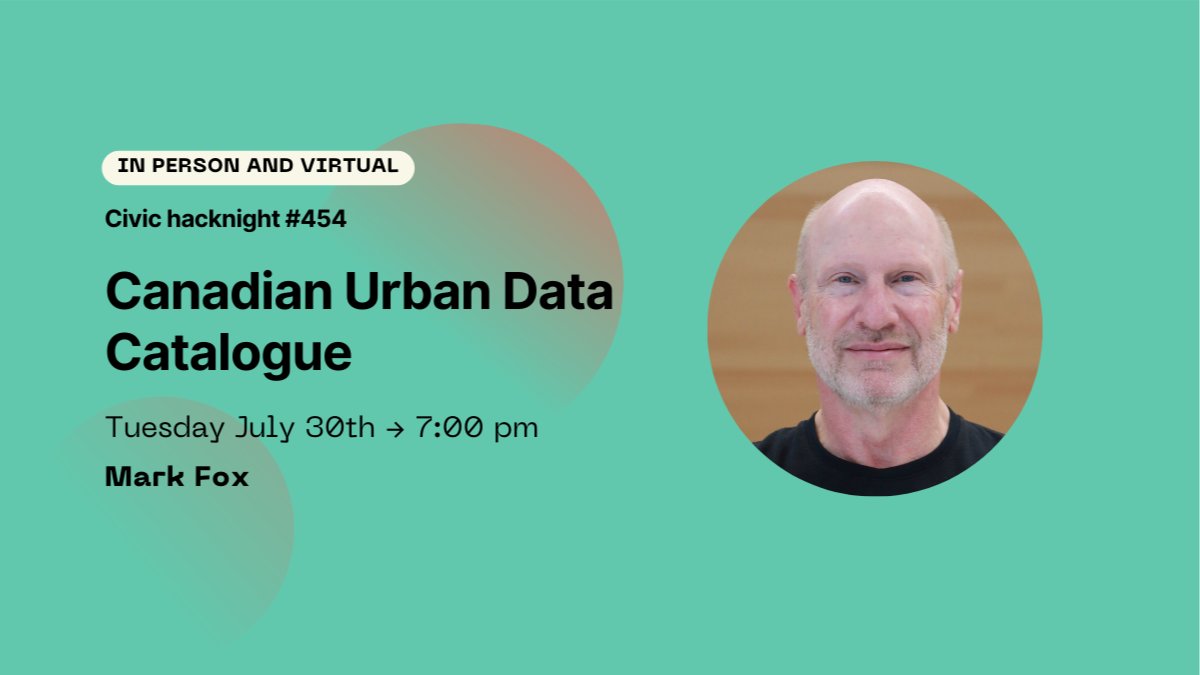 IN PERSON AND VIRTUAL
Civic hacknight #454
Canadian Urban Data
Catalogue
Tuesday July 30th → 7:00 pm
Mark Fox